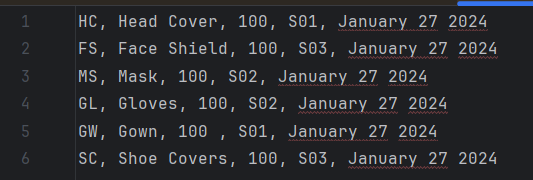 1 HC, Head Cover, 100, S01, January 27 2024
2 FS, Face Shield, 100, S03, January 27 2024
3 MS, Mask, 100, S02, January 27 2024
4 GL, Gloves, 100, S02, January 27 2024
5 GW, Gown, 100 , S01, January 27 2024
6 SC, Shoe Covers, 100, S03, January 27 2024